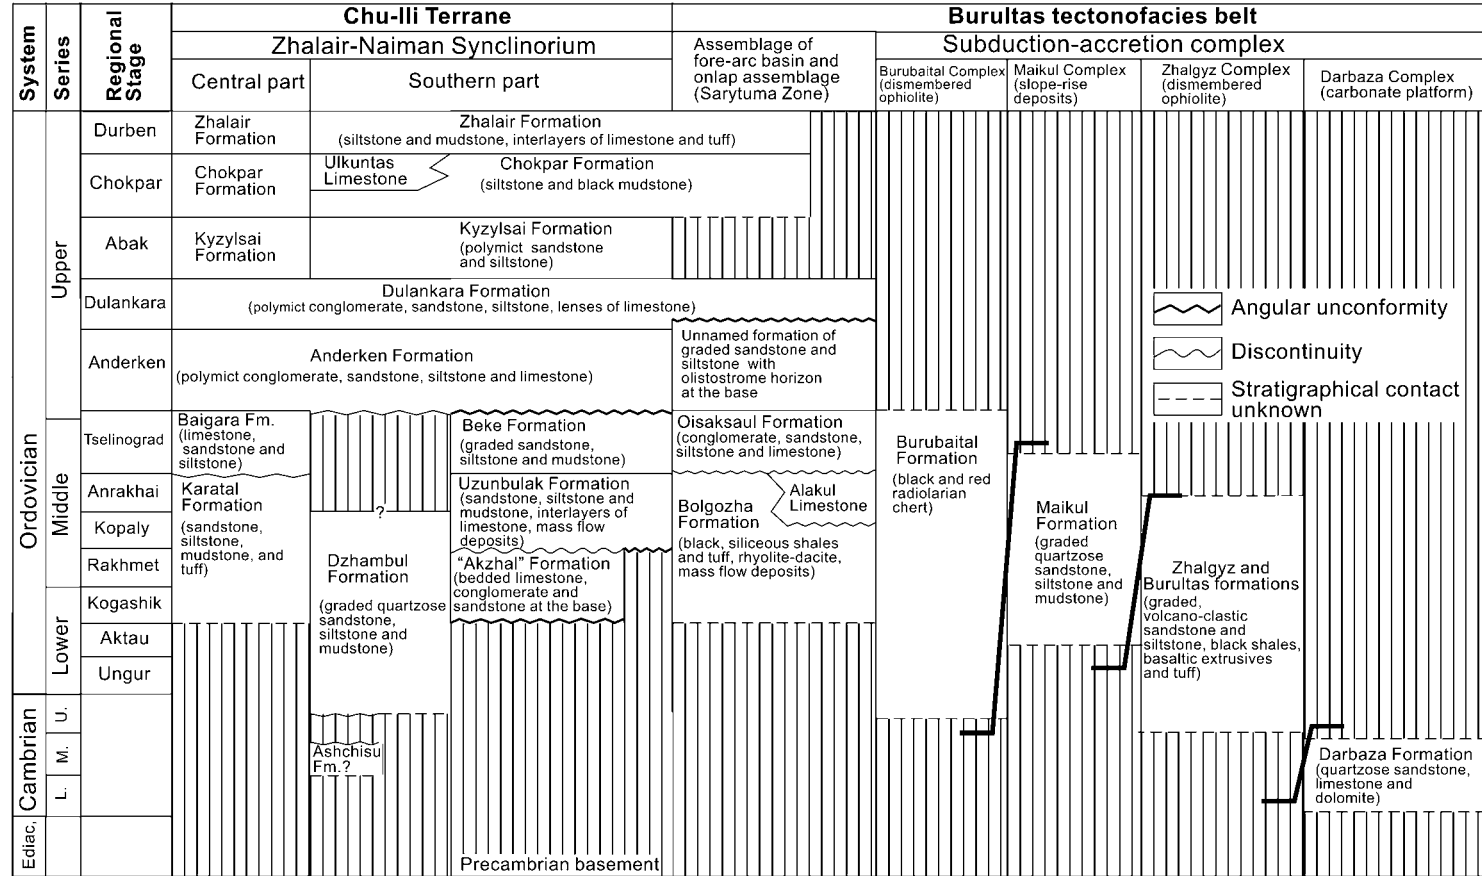 System
Series
Regional
Stage
Chu-Ili Terrane
Burultas tectonofacies belt
Zhalair-Naiman Synclinorium
Central part
Southern part
Assemblage of
fore-arc basin and
onlap assemblage
(Sarytuma Zone)
Subduction-accretion complex
Burubaital Complex
(dismembered
ophiolite)
Maikul Complex
(slope-rise
deposits)
Zhalgyz Complex
(dismembered
ophiolite)
Darbaza Complex
(carbonate platform)
Ordovician
Cambrian
Ediac,
Upper
Middle
Lower
U.
M.
L.
Durben
Chokpar
Abak
Dulankara
Anderken
Tselinograd
Anrakhai
Kopaly
Rakhmet
Kogashik
Aktau
Ungur
Zhalair
Formation
Zhalair Formation
(siltstone and mudstone, interlayers of limestone and tuff)
Chokpar
Formation
Ulkuntas
Limestone
Chokpar Formation
(siltstone and black mudstone)
Kyzylsai
Formation
Kyzylsai Formation
(polymict sandstone
and siltstone)
Dulankara Formation
(polymict conglomerate, sandstone, siltstone, lenses of limestone)
Anderken Formation
(polymict conglomerate, sandstone, siltstone and limestone)
Unnamed formation of
graded sandstone and
siltstone with
olistostrome horizon
at the base
Baigara Fm.
(limestone,
sandstone and
siltstone)
Karatal
Formation
(sandstone,
siltstone,
mudstone, and
tuff)
?
Dzhambul
Formation
(graded quartzose
sandstone,
siltstone and
mudstone)
Ashchisu
Fm.?
Beke Formation
(graded sandstone,
siltstone and mudstone)
Uzunbulak Formation
(sandstone, siltstone and
mudstone, interlayers of
limestone, mass flow
deposits)
“Akzhal” Formation
(bedded limestone,
conglomerate and
sandstone at the base)
Precambrian basement
Oisaksaul Formation
(conglomerate, sandstone,
siltstone and limestone)
Bolgozha
Formation
(black, siliceous shales
and tuff, rhyolite-dacite,
mass flow deposits)
Alakul
Limestone
Burubaital
Formation
(black and red
radiolarian
chert)
Maikul
Formation
(graded
quartzose
sandstone,
siltstone and
mudstone)
Zhalgyz and
Burultas formations
(graded,
volcano-clastic
sandstone and
siltstone, black shales,
basaltic extrusives
and tuff)
Darbaza Formation
(quartzose sandstone,
limestone and
dolomite)
Angular unconformity
Discontinuity
Stratigraphical contact
unknown